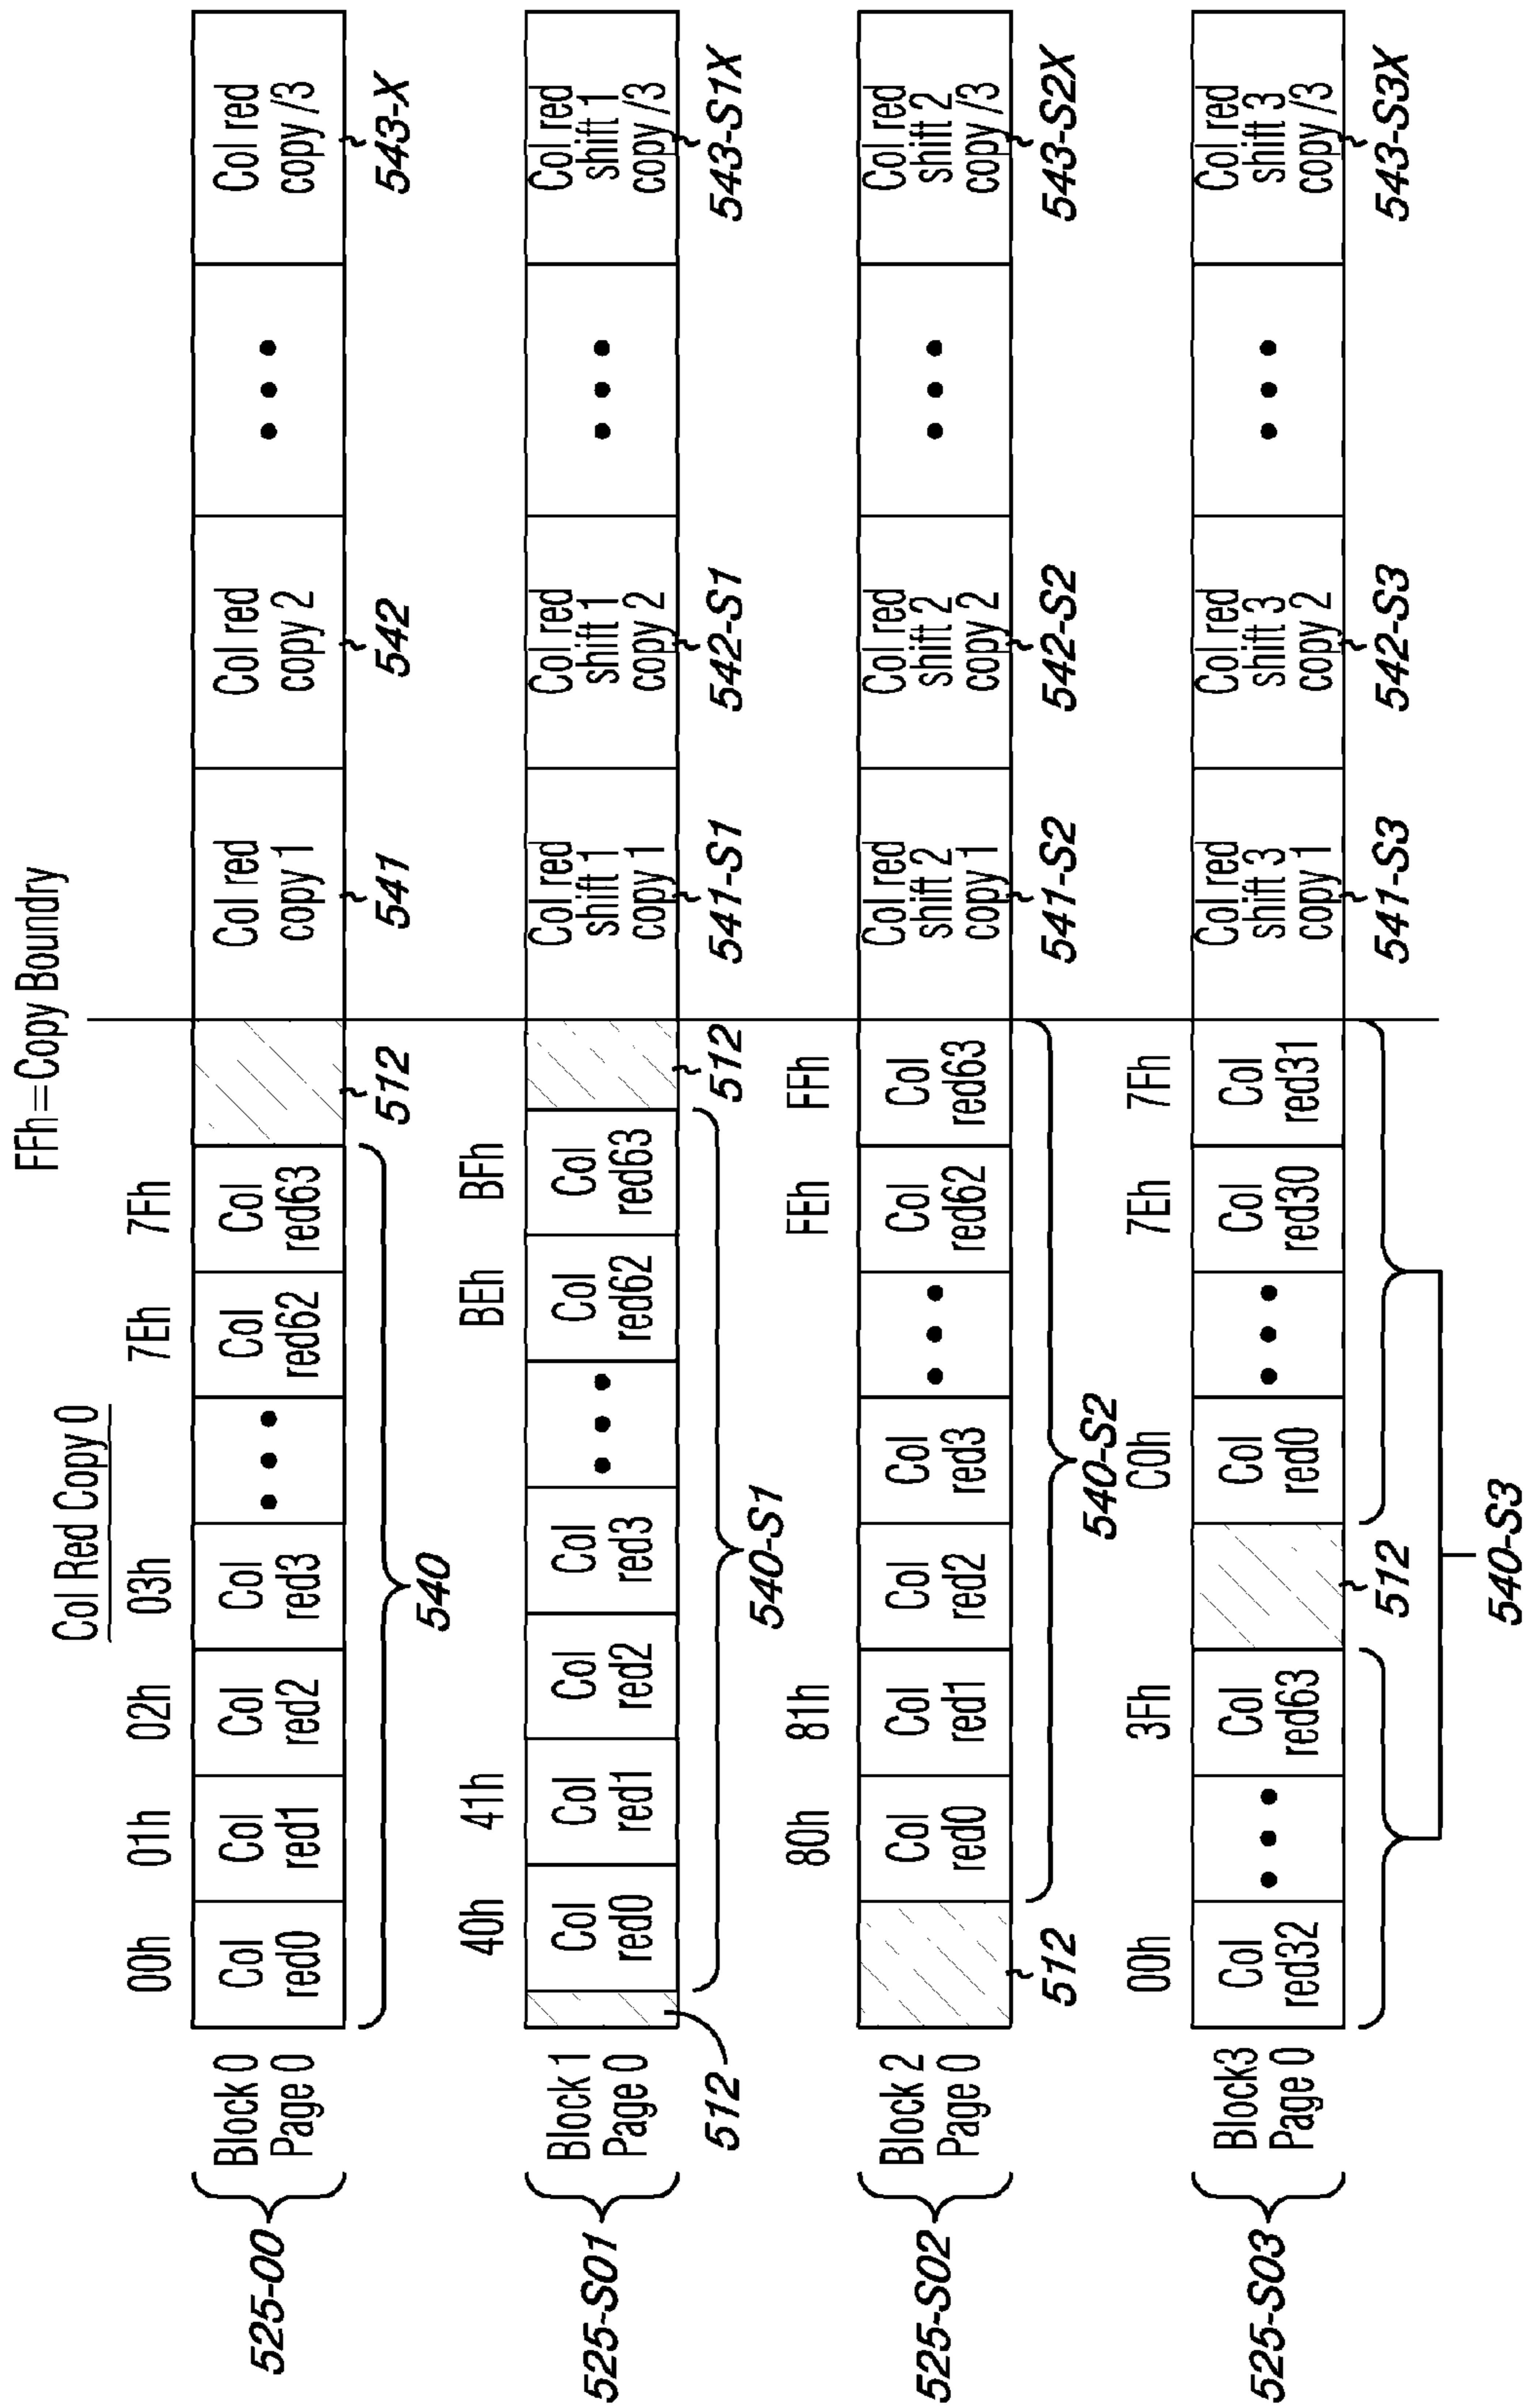 FFh=Copy Boundry
Col Red Copy 0
00h 01h 02h 03h 7Eh 7Fh
525-00
Block 0
Page 0
Col
red0
Col
red1
Col
red2
Col
red3
• • •
Col
red62
Col
red63
Col red
copy 1
Col red
copy 2
• • •
Col red
copy /3
540
512
541
542
543-X
40h 41h BEh BFh
525-S01
Block 1
Page 0
Col
red0
Col
red1
Col
red2
Col
red3
• • •
Col
red62
Col
red63
Col red
shift 1
copy 1
Col red
shift 1
copy 2
• • •
Col red
shift 1
copy /3
512
540-S1
512
541-S1
542-S1
543-S1X
80h 81h FEh FFh
525-S02
Block 2
Page 0
Col
red0
Col
red1
Col
red2
Col
red3
• • •
Col
red62
Col
red63
Col red
shift 2
copy 1
Col red
shift 2
copy 2
• • •
Col red
shift 2
copy /3
512
540-S2
541-S2
542-S2
543-S2X
00h 3Fh C0h 7Eh 7Fh
525-S03
Block3
Page 0
Col
red32
• • •
Col
red63
Col
red0
• • •
Col
red30
Col
red31
Col red
shift 3
copy 1
Col red
shift 3
copy 2
• • •
Col red
shift 3
copy /3
512
541-S3
542-S3
543-S3X
540-S3